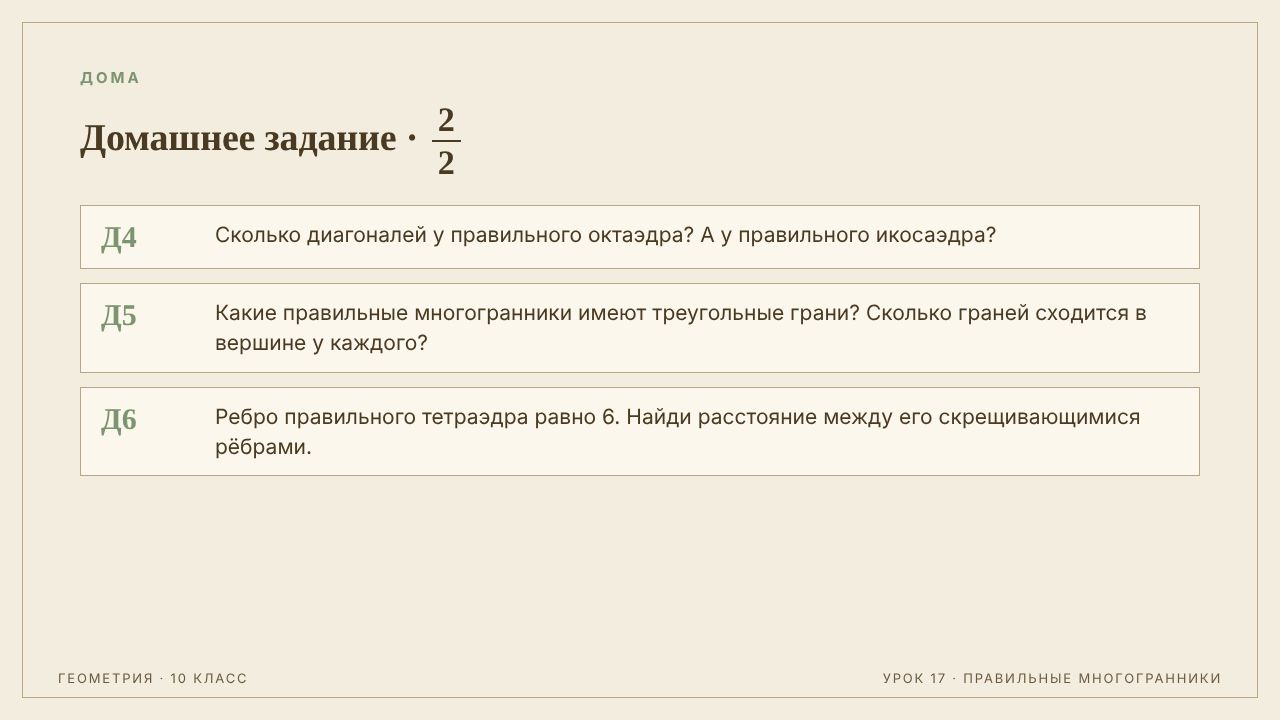 ДОМА
Домашнее задание · 2/2
Д4 Сколько диагоналей у правильного октаэдра? А у правильного икосаэдра?
Д5 Какие правильные многогранники имеют треугольные грани? Сколько граней сходится в
вершине у каждого?
Д6 Ребро правильного тетраэдра равно 6. Найди расстояние между его скрещивающимися
рёбрами.
ГЕОМЕТРИЯ · 10 КЛАСС
УРОК 17 · ПРАВИЛЬНЫЕ МНОГОГРАННИКИ